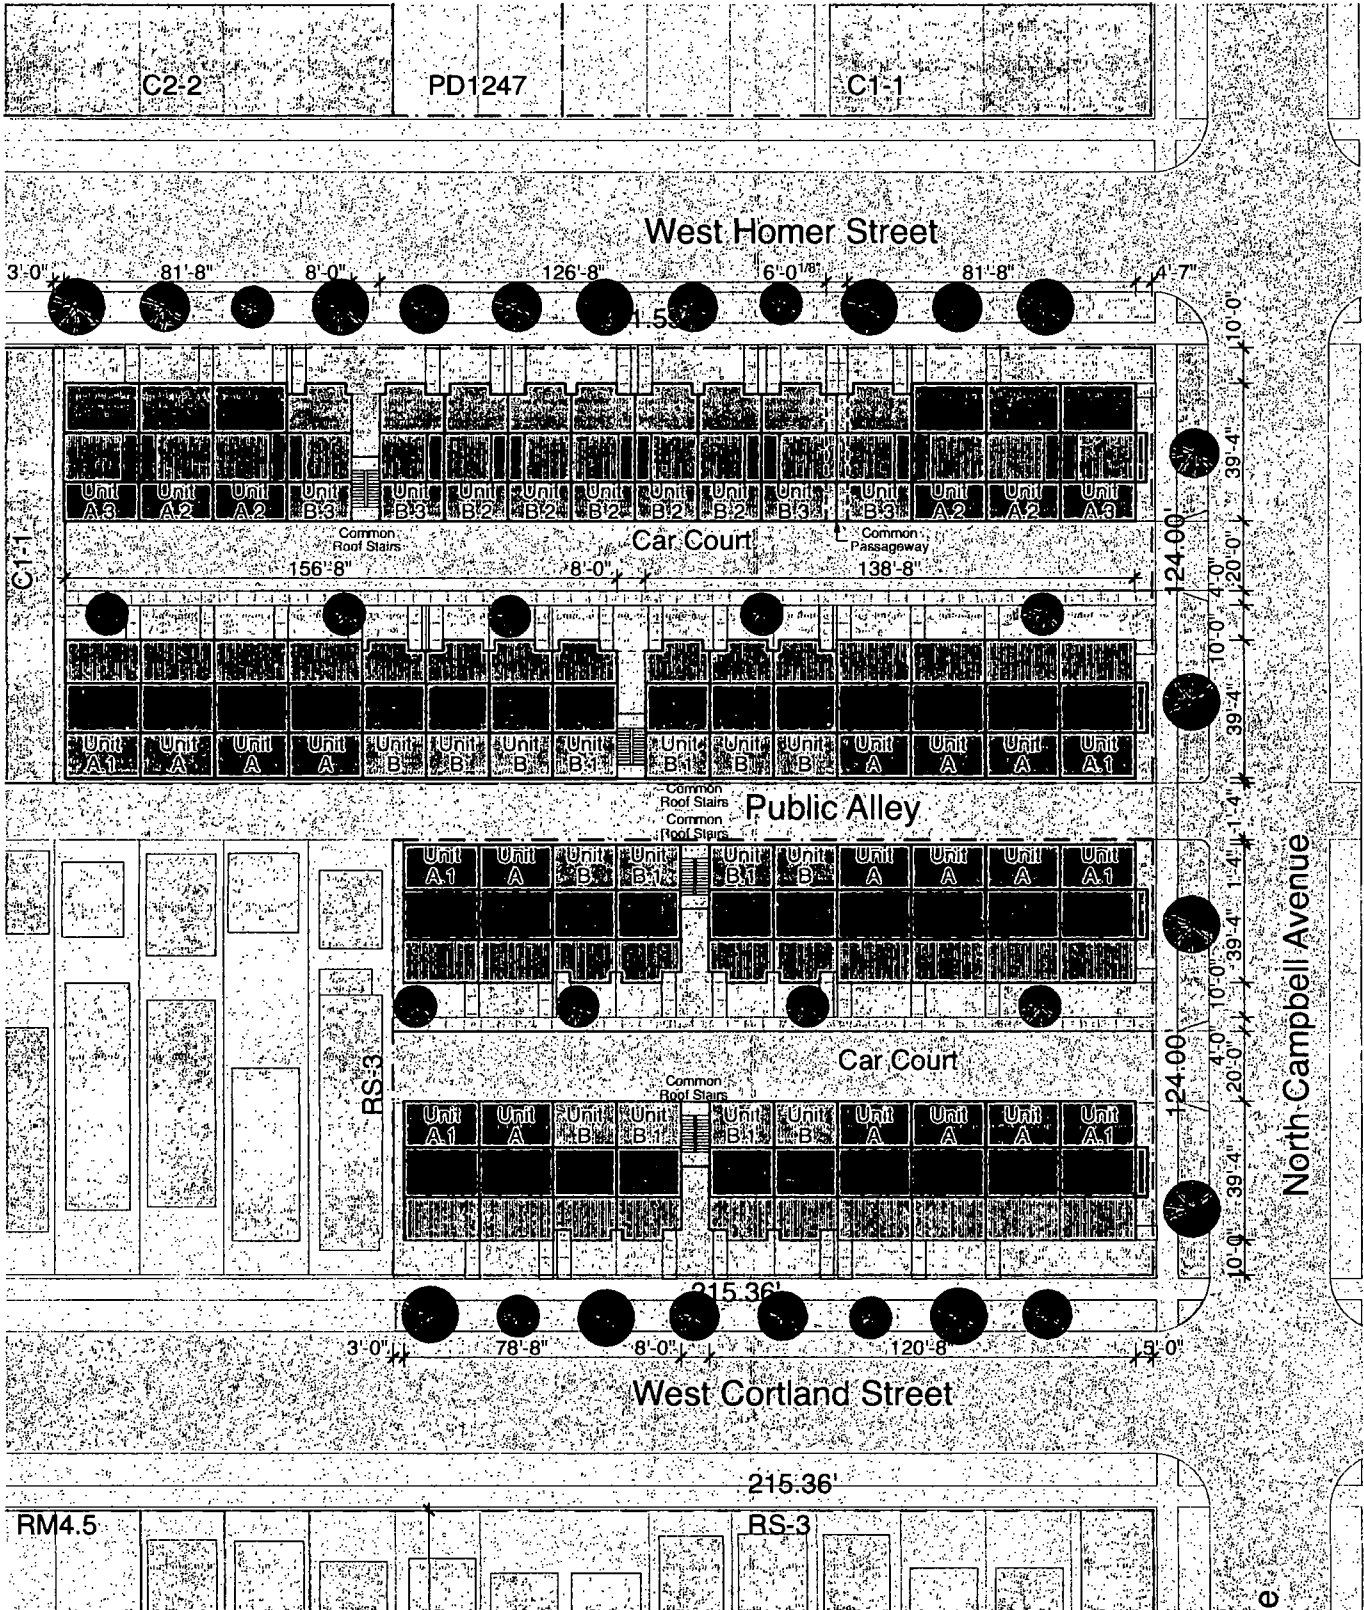 C2-2
PD1247
C1-1
West Homer Street
3'-0"
81'-8"
8'-0"
126'-8"
6'-0 1/8"
81'-8"
4'-7"
10'-0"
Unit A.3
Unit A.2
Unit A.2
Unit B.3
Unit B.3
Unit B.2
Unit B.2
Unit B.2
Unit B.2
Unit B.2
Unit B.3
Unit B.3
Unit A.2
Unit A.2
Unit A.3
39'-4"
Common
Roof Stairs
Car Court
Common
Passageway
C1-1
124.00'
20'-0"
4'-0"
156'-8"
8'-0"
138'-8"
10'-0"
39'-4"
Unit A.1
Unit A
Unit A
Unit A
Unit B
Unit B
Unit B
Unit B.1
Unit B.1
Unit B
Unit B
Unit A
Unit A
Unit A
Unit A.1
Common
Roof Stairs
Public Alley
Common
Roof Stairs
1'-4"
1'-4"
Unit A.1
Unit A
Unit B
Unit B.1
Unit B.1
Unit B
Unit A
Unit A
Unit A
Unit A.1
39'-4"
10'-0"
North Campbell Avenue
RS-3
Car Court
4'-0"
20'-0"
124.00'
Common
Roof Stairs
Unit A.1
Unit A
Unit B
Unit B.1
Unit B.1
Unit B
Unit A
Unit A
Unit A
Unit A.1
39'-4"
10'-0"
215.36'
3'-0"
78'-8"
8'-0"
120'-8"
5'-0"
West Cortland Street
215.36'
RM4.5
RS-3
e